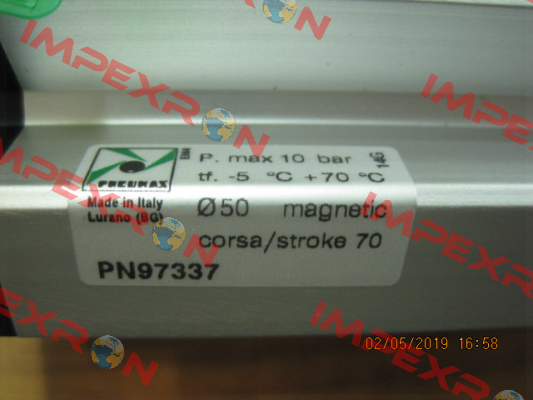 PNEUMAX
Made in Italy
Lurano (BG)
P. max 10 bar
tf. -5 °C +70 °C
14G
Ø50 magnetic
corsa/stroke 70
PN97337
02/05/2019 16:58
IMPEXRON
IMPEXRON
IMPEXRON
IMPEXRON
IMPEXRON